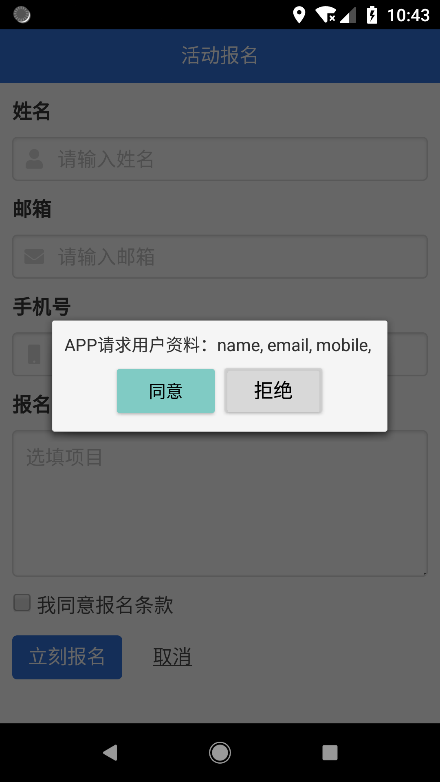 10:43
活动报名
姓名
请输入姓名
邮箱
请输入邮箱
手机号
APP请求用户资料：name, email, mobile,
同意
拒绝
报名
选填项目
我同意报名条款
立刻报名
取消